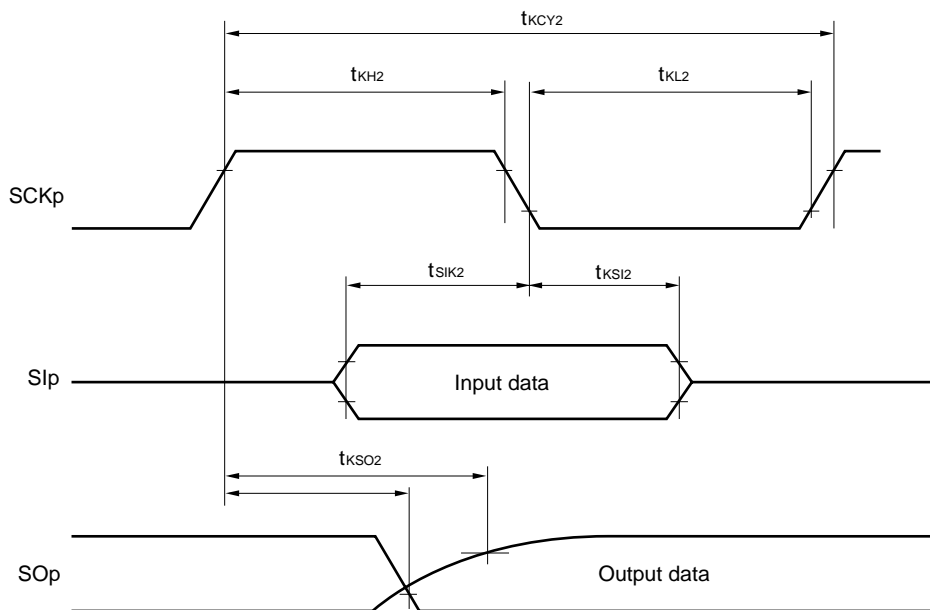 tKCY2
tKH2
tKL2
SCKp
tSIK2
tKSI2
SIp
Input data
tKSO2
SOp
Output data